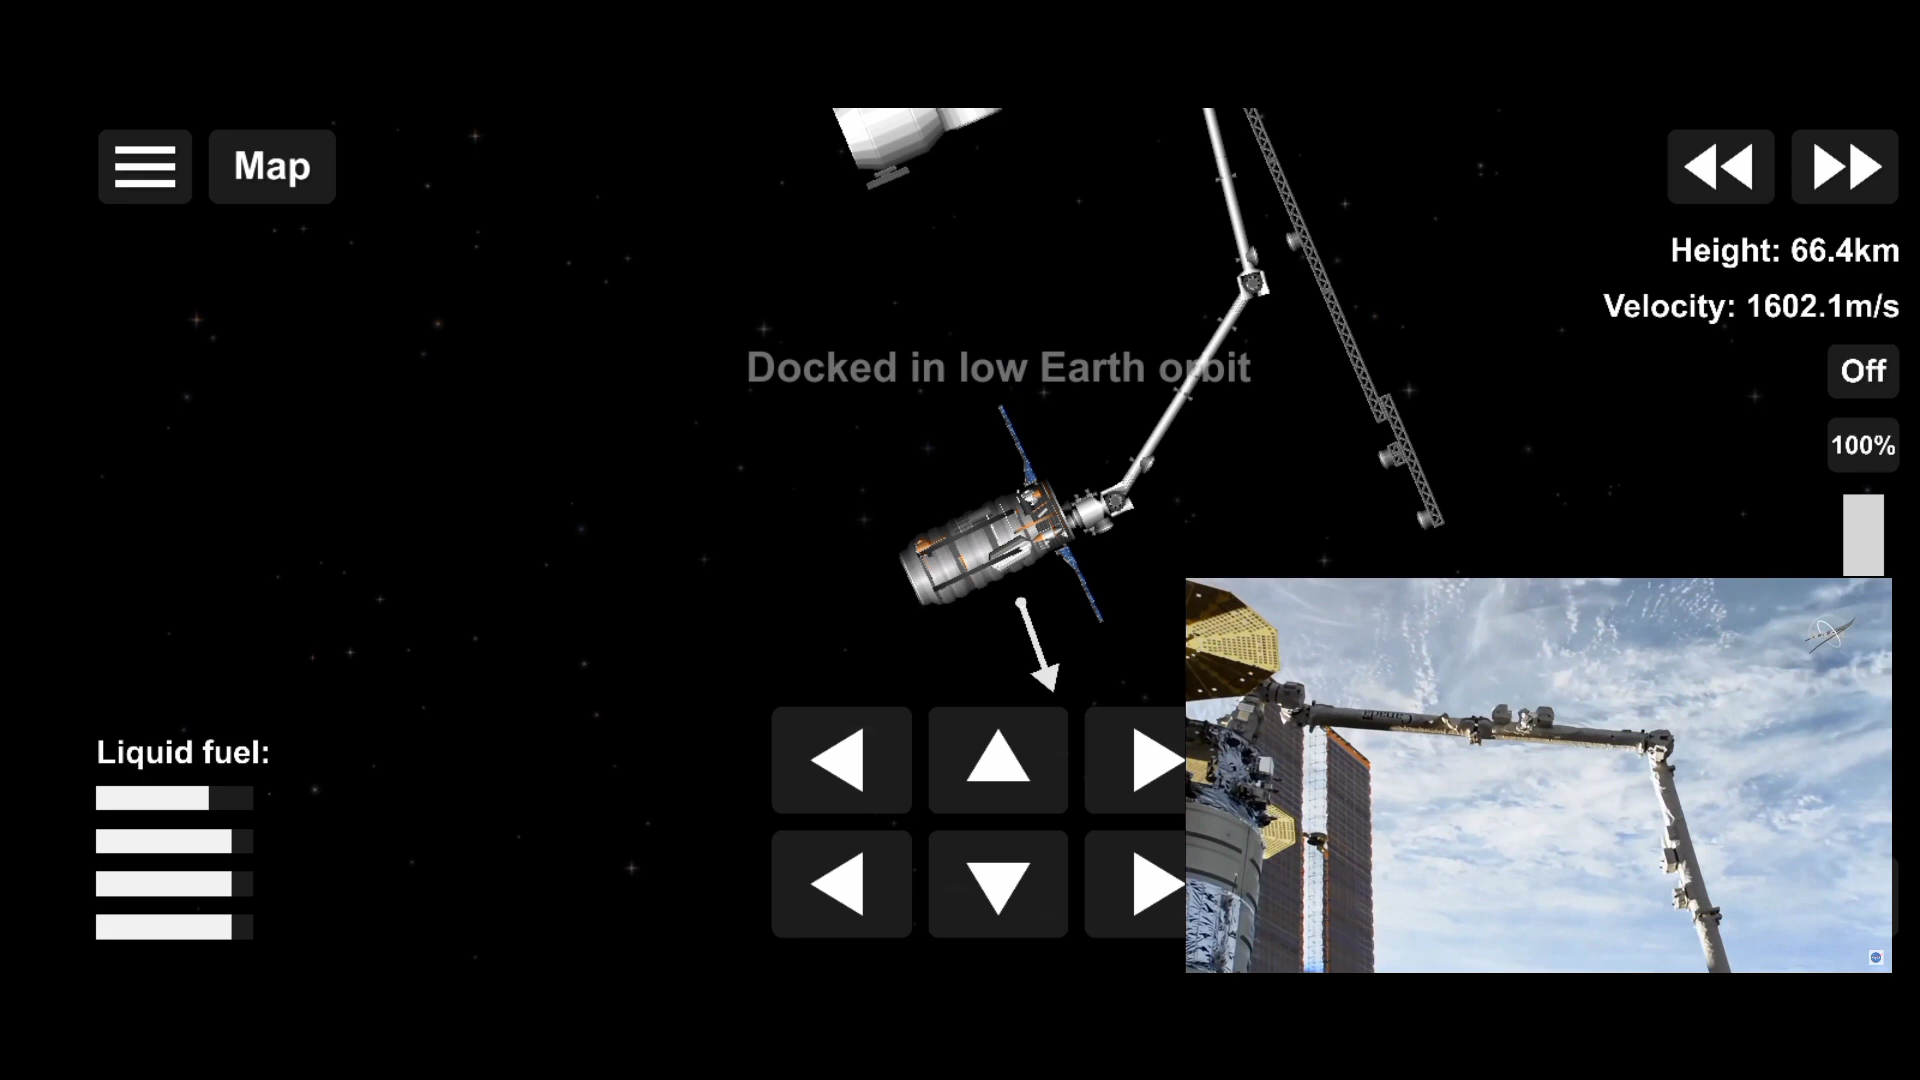 Map
Height: 66.4km
Velocity: 1602.1m/s
Docked in low Earth orbit
Off
100%
Liquid fuel: